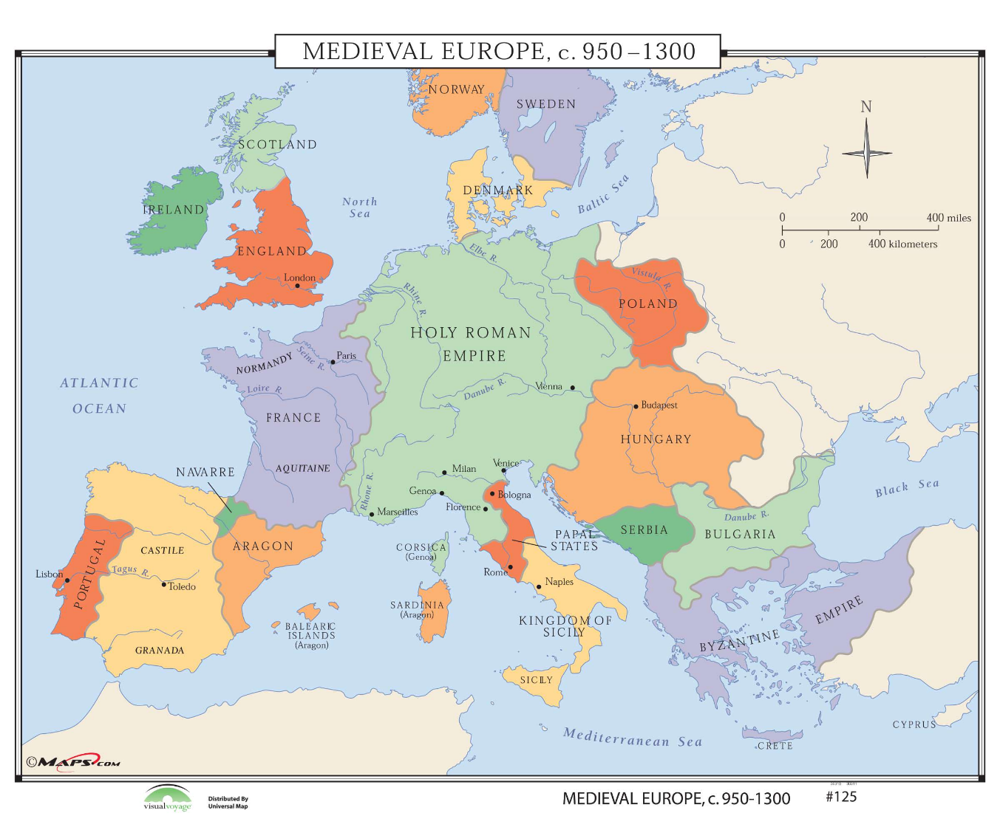 MEDIEVAL EUROPE, c. 950–1300
NORWAY
SWEDEN
N
SCOTLAND
DENMARK
Baltic Sea
North
Sea
IRELAND
0 200 400 miles
0 200 400 kilometers
ENGLAND
London
Elbe R.
Rhine R.
Vistula R.
POLAND
HOLY ROMAN
EMPIRE
NORMANDY
Seine R.
Paris
ATLANTIC
OCEAN
Loire R.
Danube R.
Vienna
Budapest
FRANCE
HUNGARY
AQUITAINE
NAVARRE
Milan
Venice
Rhone R.
Genoa
Bologna
Florence
Marseilles
Black Sea
Danube R.
SERBIA
BULGARIA
PAPAL
STATES
CORSICA
(Genoa)
PORTUGAL
CASTILE
ARAGON
Lisbon
Tagus R.
Toledo
Rome
Naples
SARDINIA
(Aragon)
BALEARIC
ISLANDS
(Aragon)
KINGDOM OF
SICILY
BYZANTINE
EMPIRE
GRANADA
SICILY
CYPRUS
Mediterranean Sea
CRETE
©MAPS.COM
visualvoyage
Distributed By
Universal Map
MEDIEVAL EUROPE, c. 950-1300
#125